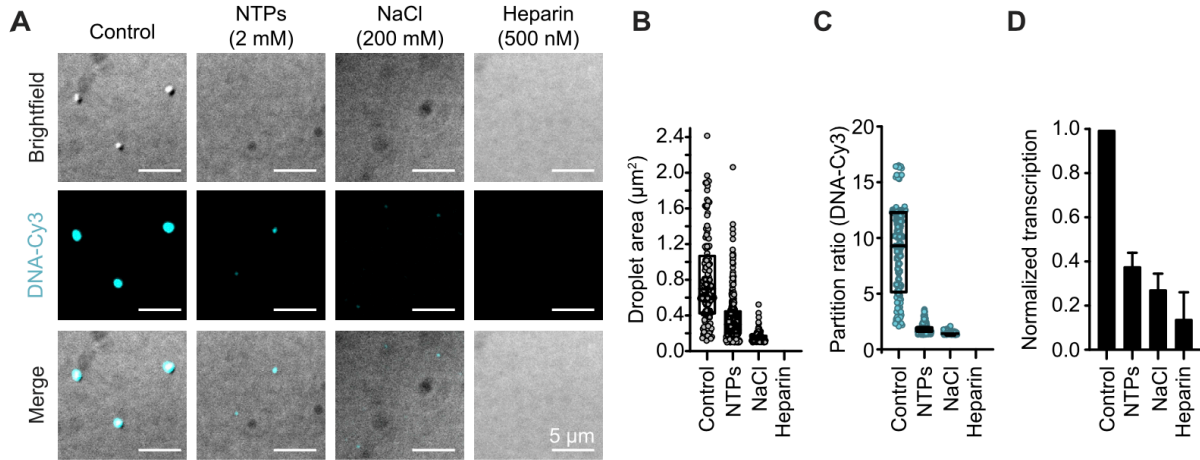 A
Control
NTPs
(2 mM)
NaCl
(200 mM)
Heparin
(500 nM)
Brightfield
DNA-Cy3
Merge
5 μm
B
Droplet area (μm²)
2.4
2.0
1.6
1.2
0.8
0.4
0.0
Control
NTPs
NaCl
Heparin
C
Partition ratio (DNA-Cy3)
20
15
10
5
0
Control
NTPs
NaCl
Heparin
D
Normalized transcription
1.0
0.8
0.6
0.4
0.2
0.0
Control
NTPs
NaCl
Heparin